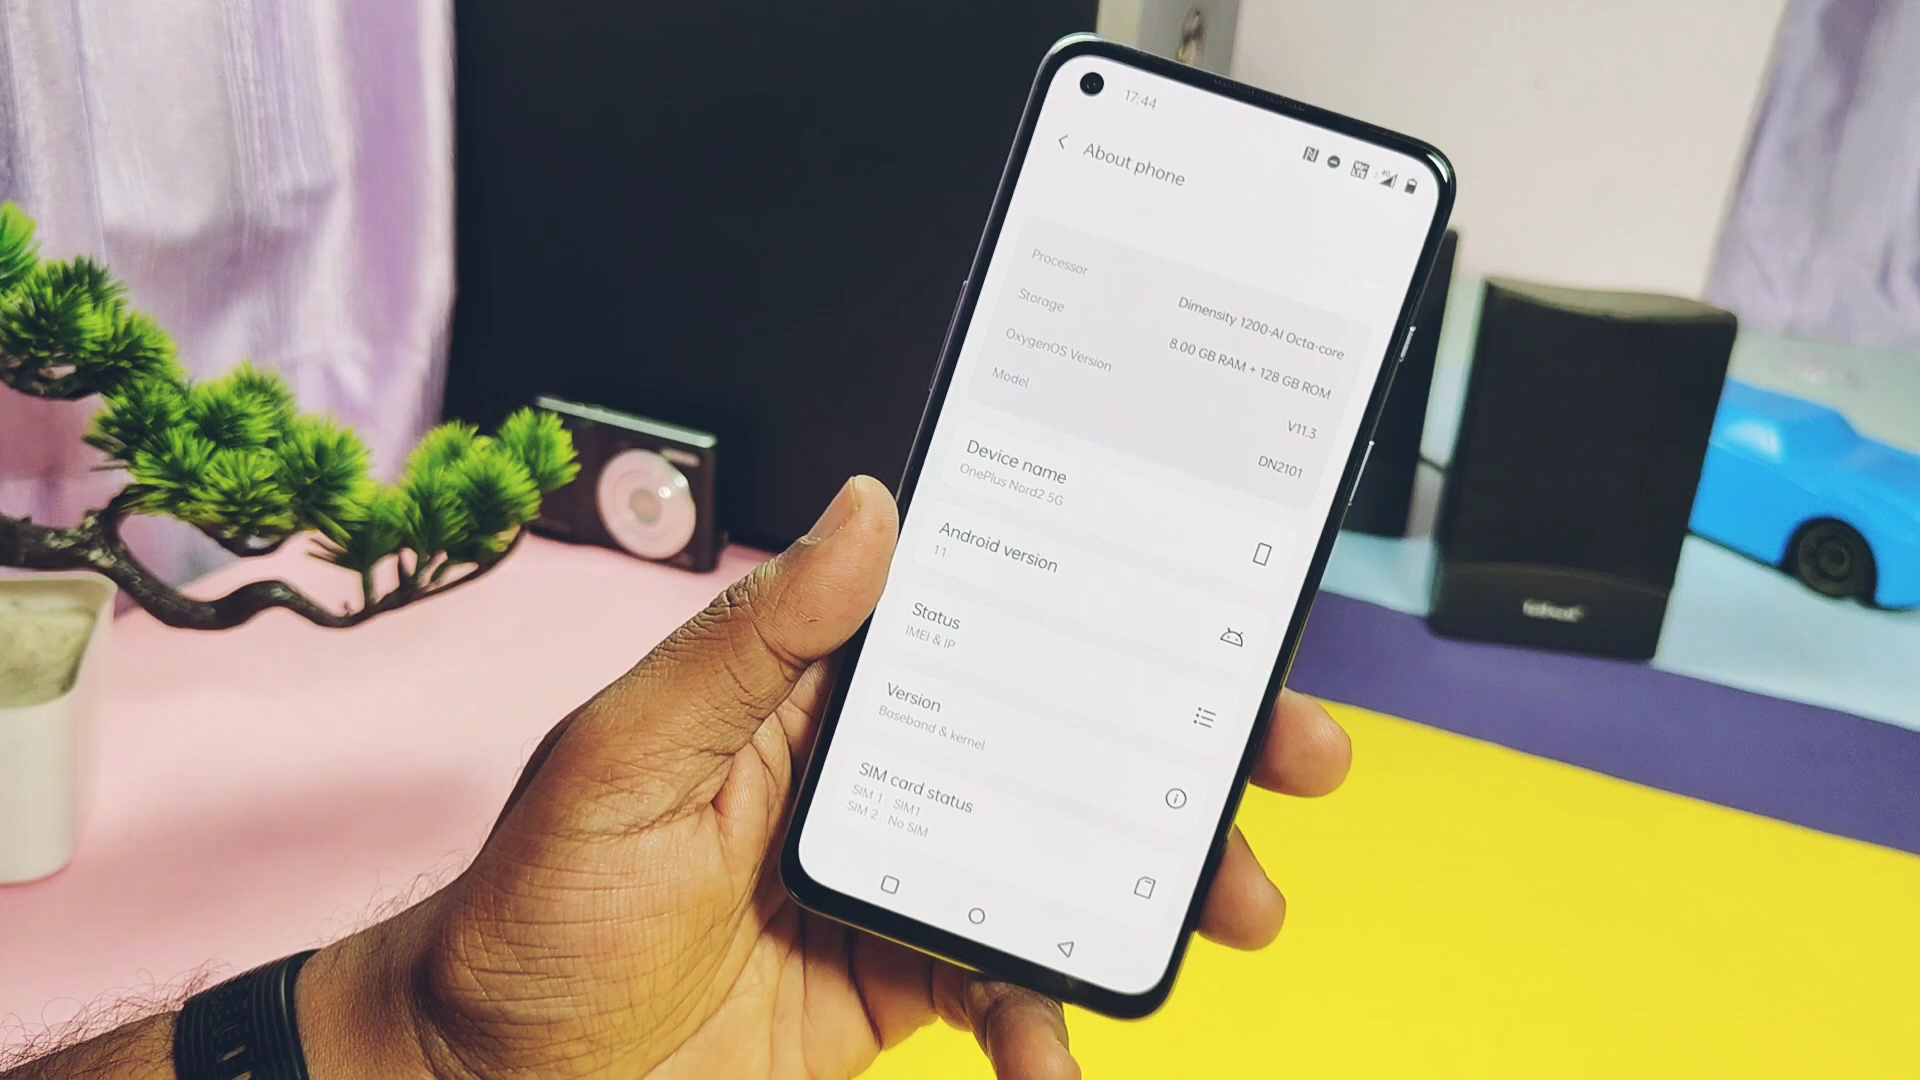 17:44
About phone
Processor
Dimensity 1200-AI Octa-core
Storage
8.00 GB RAM + 128 GB ROM
OxygenOS Version
V11.3
Model
DN2101
Device name
OnePlus Nord2 5G
Android version
11
Status
IMEI & IP
Version
Baseband & kernel
SIM card status
SIM 1: SIM1
SIM 2: No SIM